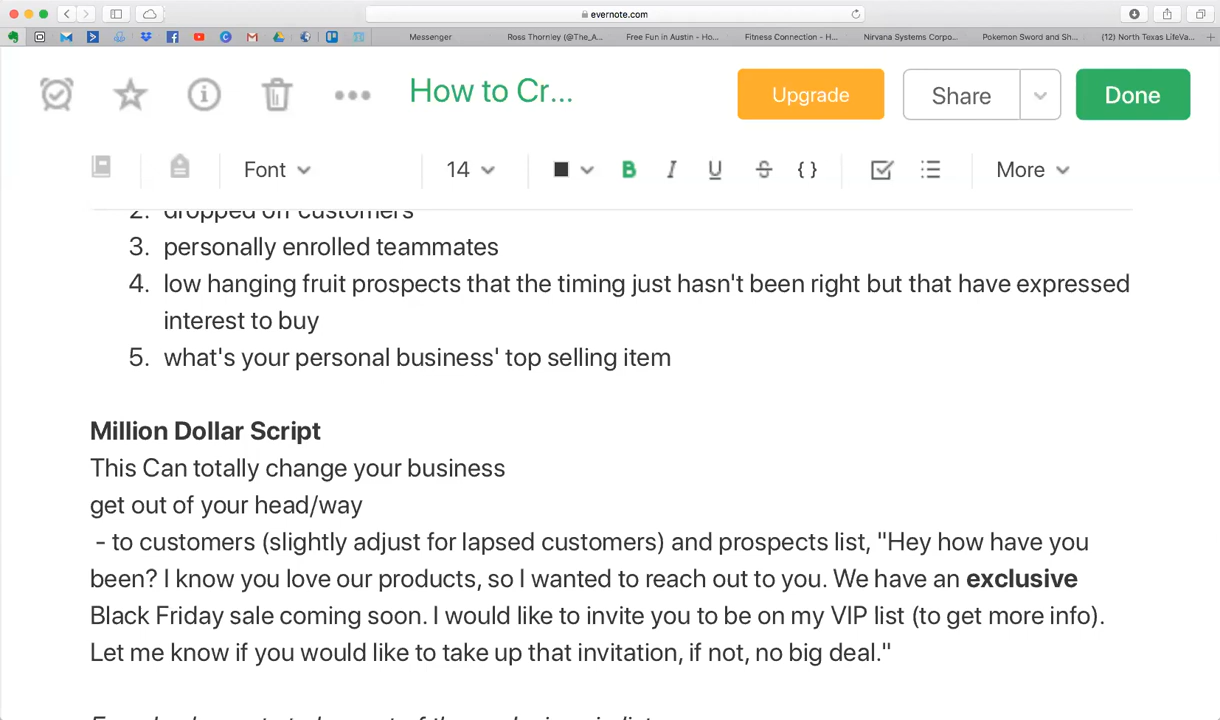 evernote.com
Messenger
Ross Thornley (@The_A...
Free Fun in Austin - Ho...
Fitness Connection - H...
Nirvana Systems Corpo...
Pokemon Sword and Sh...
(12) North Texas LifeVa...
How to Cr...
Upgrade
Share
Done
Font
14
B
I
U
S
{ }
More
2. dropped off customers
3. personally enrolled teammates
4. low hanging fruit prospects that the timing just hasn't been right but that have expressed
interest to buy
5. what's your personal business' top selling item
Million Dollar Script
This Can totally change your business
get out of your head/way
- to customers (slightly adjust for lapsed customers) and prospects list, "Hey how have you
been? I know you love our products, so I wanted to reach out to you. We have an exclusive
Black Friday sale coming soon. I would like to invite you to be on my VIP list (to get more info).
Let me know if you would like to take up that invitation, if not, no big deal."